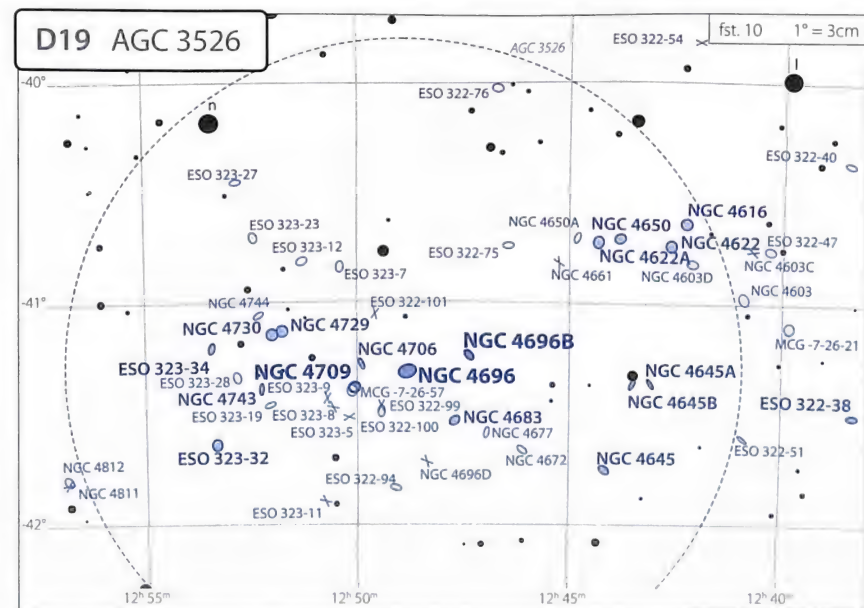 D19 AGC 3526
AGC 3526
ESO 322-54
fst. 10 1° = 3cm
-40°
n
l
ESO 322-76
ESO 322-40
ESO 323-27
NGC 4616
NGC 4650A
NGC 4650
ESO 323-23
NGC 4622
ESO 322-47
ESO 323-12
ESO 322-75
NGC 4622A
NGC 4603C
ESO 323-7
NGC 4661
NGC 4603D
NGC 4603
-41°
NGC 4744
ESO 322-101
NGC 4730
NGC 4729
NGC 4706
NGC 4696B
MCG -7-26-21
ESO 323-34
NGC 4709
NGC 4696
NGC 4645A
ESO 323-28
ESO 323-9
MCG -7-26-57
NGC 4743
ESO 322-99
NGC 4645B
ESO 322-38
ESO 323-19
ESO 323-8
NGC 4683
ESO 323-5
ESO 322-100
NGC 4677
ESO 322-51
ESO 323-32
NGC 4672
NGC 4645
NGC 4812
ESO 322-94
NGC 4696D
NGC 4811
ESO 323-11
-42°
12ʰ 55ᵐ
12ʰ 50ᵐ
12ʰ 45ᵐ
12ʰ 40ᵐ